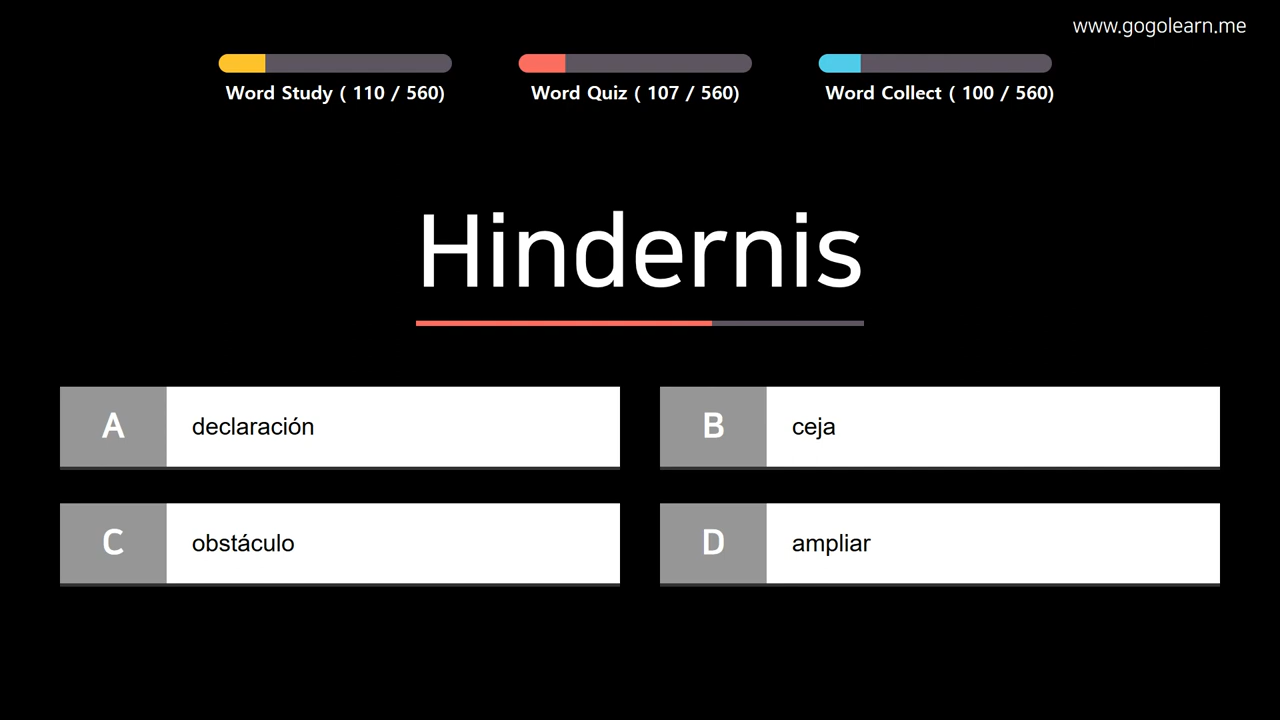 www.gogolearn.me
Word Study ( 110 / 560)
Word Quiz ( 107 / 560)
Word Collect ( 100 / 560)
Hindernis
A declaración
B ceja
C obstáculo
D ampliar